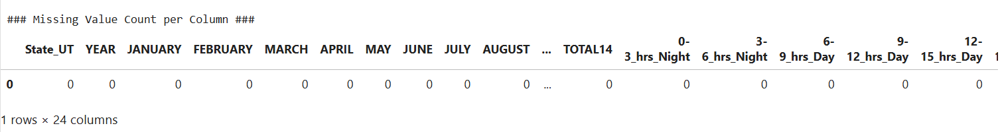 ### Missing Value Count per Column ###
State_UT YEAR JANUARY FEBRUARY MARCH APRIL MAY JUNE JULY AUGUST ... TOTAL14 0-3_hrs_Night 3-6_hrs_Night 6-9_hrs_Day 9-12_hrs_Day 12-15_hrs_Day 1
0 0 0 0 0 0 0 0 0 0 0 ... 0 0 0 0 0 0
1 rows × 24 columns